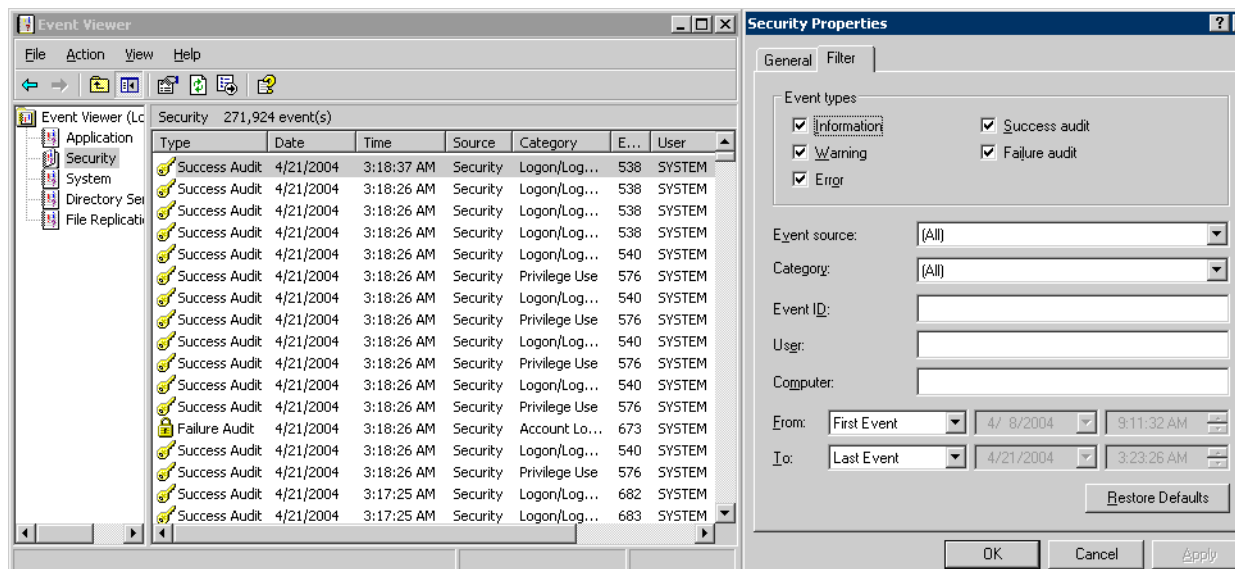 Event Viewer
File Action View Help
Event Viewer (Lc
Application
Security
System
Directory Ser
File Replicati
Security 271,924 event(s)
Type Date Time Source Category E... User
Success Audit 4/21/2004 3:18:37 AM Security Logon/Log... 538 SYSTEM
Success Audit 4/21/2004 3:18:26 AM Security Logon/Log... 538 SYSTEM
Success Audit 4/21/2004 3:18:26 AM Security Logon/Log... 538 SYSTEM
Success Audit 4/21/2004 3:18:26 AM Security Logon/Log... 538 SYSTEM
Success Audit 4/21/2004 3:18:26 AM Security Logon/Log... 540 SYSTEM
Success Audit 4/21/2004 3:18:26 AM Security Privilege Use 576 SYSTEM
Success Audit 4/21/2004 3:18:26 AM Security Logon/Log... 540 SYSTEM
Success Audit 4/21/2004 3:18:26 AM Security Privilege Use 576 SYSTEM
Success Audit 4/21/2004 3:18:26 AM Security Logon/Log... 540 SYSTEM
Success Audit 4/21/2004 3:18:26 AM Security Privilege Use 576 SYSTEM
Success Audit 4/21/2004 3:18:26 AM Security Logon/Log... 540 SYSTEM
Success Audit 4/21/2004 3:18:26 AM Security Privilege Use 576 SYSTEM
Failure Audit 4/21/2004 3:18:26 AM Security Account Lo... 673 SYSTEM
Success Audit 4/21/2004 3:18:26 AM Security Logon/Log... 540 SYSTEM
Success Audit 4/21/2004 3:18:26 AM Security Privilege Use 576 SYSTEM
Success Audit 4/21/2004 3:17:25 AM Security Logon/Log... 682 SYSTEM
Success Audit 4/21/2004 3:17:25 AM Security Logon/Log... 683 SYSTEM
Security Properties
General Filter
Event types
Information Success audit
Warning Failure audit
Error
Event source: (All)
Category: (All)
Event ID:
User:
Computer:
From: First Event 4/ 8/2004 9:11:32 AM
To: Last Event 4/21/2004 3:23:26 AM
Restore Defaults
OK Cancel Apply